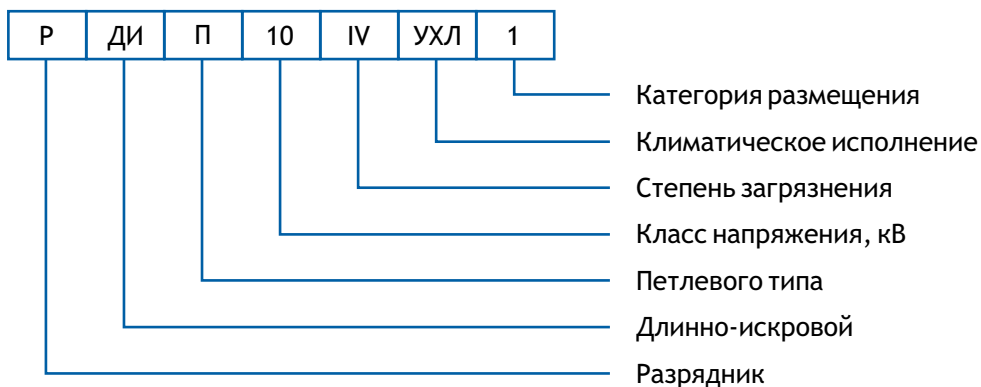 Р ДИ П 10 IV УХЛ 1
Категория размещения
Климатическое исполнение
Степень загрязнения
Класс напряжения, кВ
Петлевого типа
Длинно-искровой
Разрядник